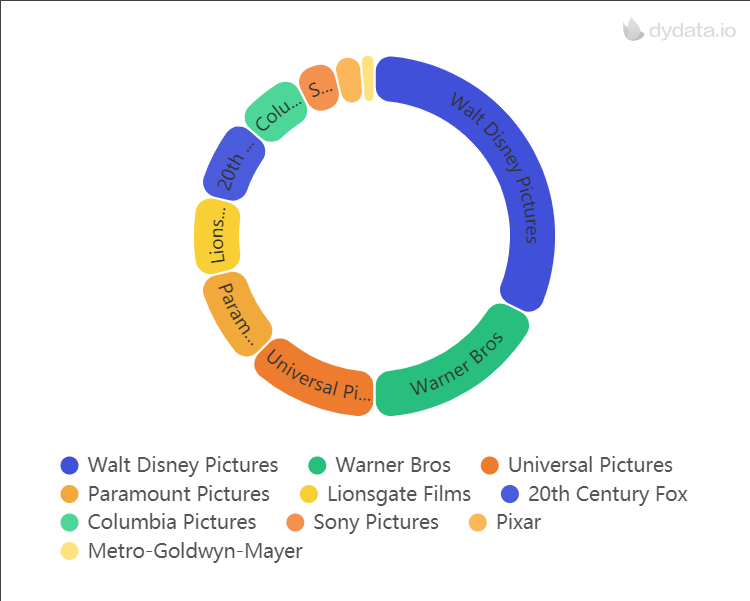 dydata.io
Walt Disney Pictures
Warner Bros
Universal Pi...
Param...
Lions...
20th ...
Colu...
S...
Walt Disney Pictures Warner Bros Universal Pictures
Paramount Pictures Lionsgate Films 20th Century Fox
Columbia Pictures Sony Pictures Pixar
Metro-Goldwyn-Mayer